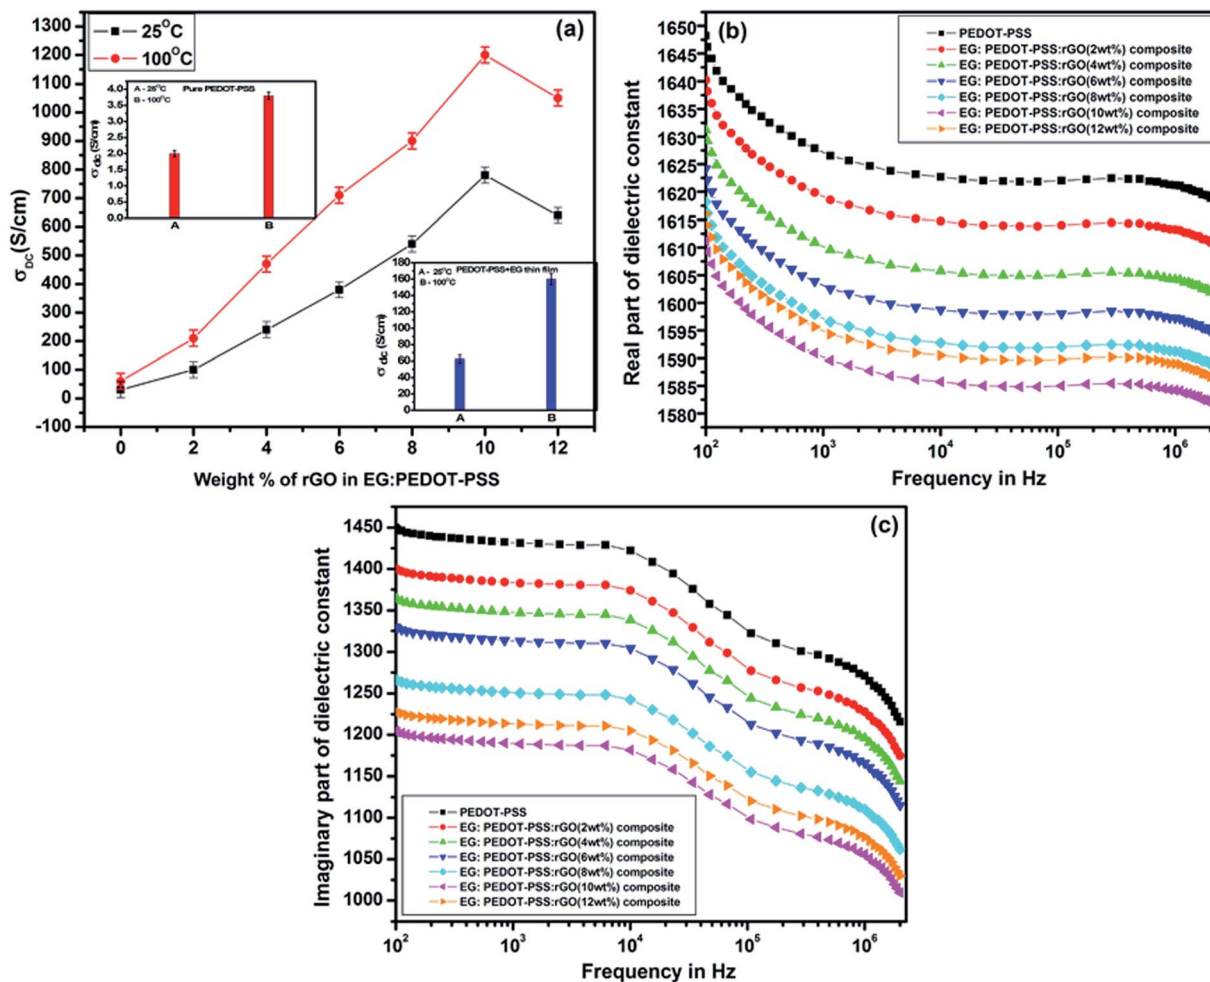 (a)
25°C
100°C
1300
1200
1100
1000
900
800
700
600
500
400
300
200
100
0
-100
σDC(S/cm)
0 2 4 6 8 10 12
Weight % of rGO in EG:PEDOT-PSS
A - 25°C Pure PEDOT-PSS
B - 100°C
4.0
3.5
3.0
2.5
2.0
1.5
1.0
0.5
0.0
σdc(S/cm)
A B
A - 25°C PEDOT-PSS+EG thin film
B - 100°C
180
160
140
120
100
80
60
40
20
0
σdc(S/cm)
A B
(b)
PEDOT-PSS
EG: PEDOT-PSS:rGO(2wt%) composite
EG: PEDOT-PSS:rGO(4wt%) composite
EG: PEDOT-PSS:rGO(6wt%) composite
EG: PEDOT-PSS:rGO(8wt%) composite
EG: PEDOT-PSS:rGO(10wt%) composite
EG: PEDOT-PSS:rGO(12wt%) composite
1650
1645
1640
1635
1630
1625
1620
1615
1610
1605
1600
1595
1590
1585
1580
Real part of dielectric constant
10² 10³ 10⁴ 10⁵ 10⁶
Frequency in Hz
(c)
1450
1400
1350
1300
1250
1200
1150
1100
1050
1000
Imaginary part of dielectric constant
PEDOT-PSS
EG: PEDOT-PSS:rGO(2wt%) composite
EG: PEDOT-PSS:rGO(4wt%) composite
EG: PEDOT-PSS:rGO(6wt%) composite
EG: PEDOT-PSS:rGO(8wt%) composite
EG: PEDOT-PSS:rGO(10wt%) composite
EG: PEDOT-PSS:rGO(12wt%) composite
10² 10³ 10⁴ 10⁵ 10⁶
Frequency in Hz